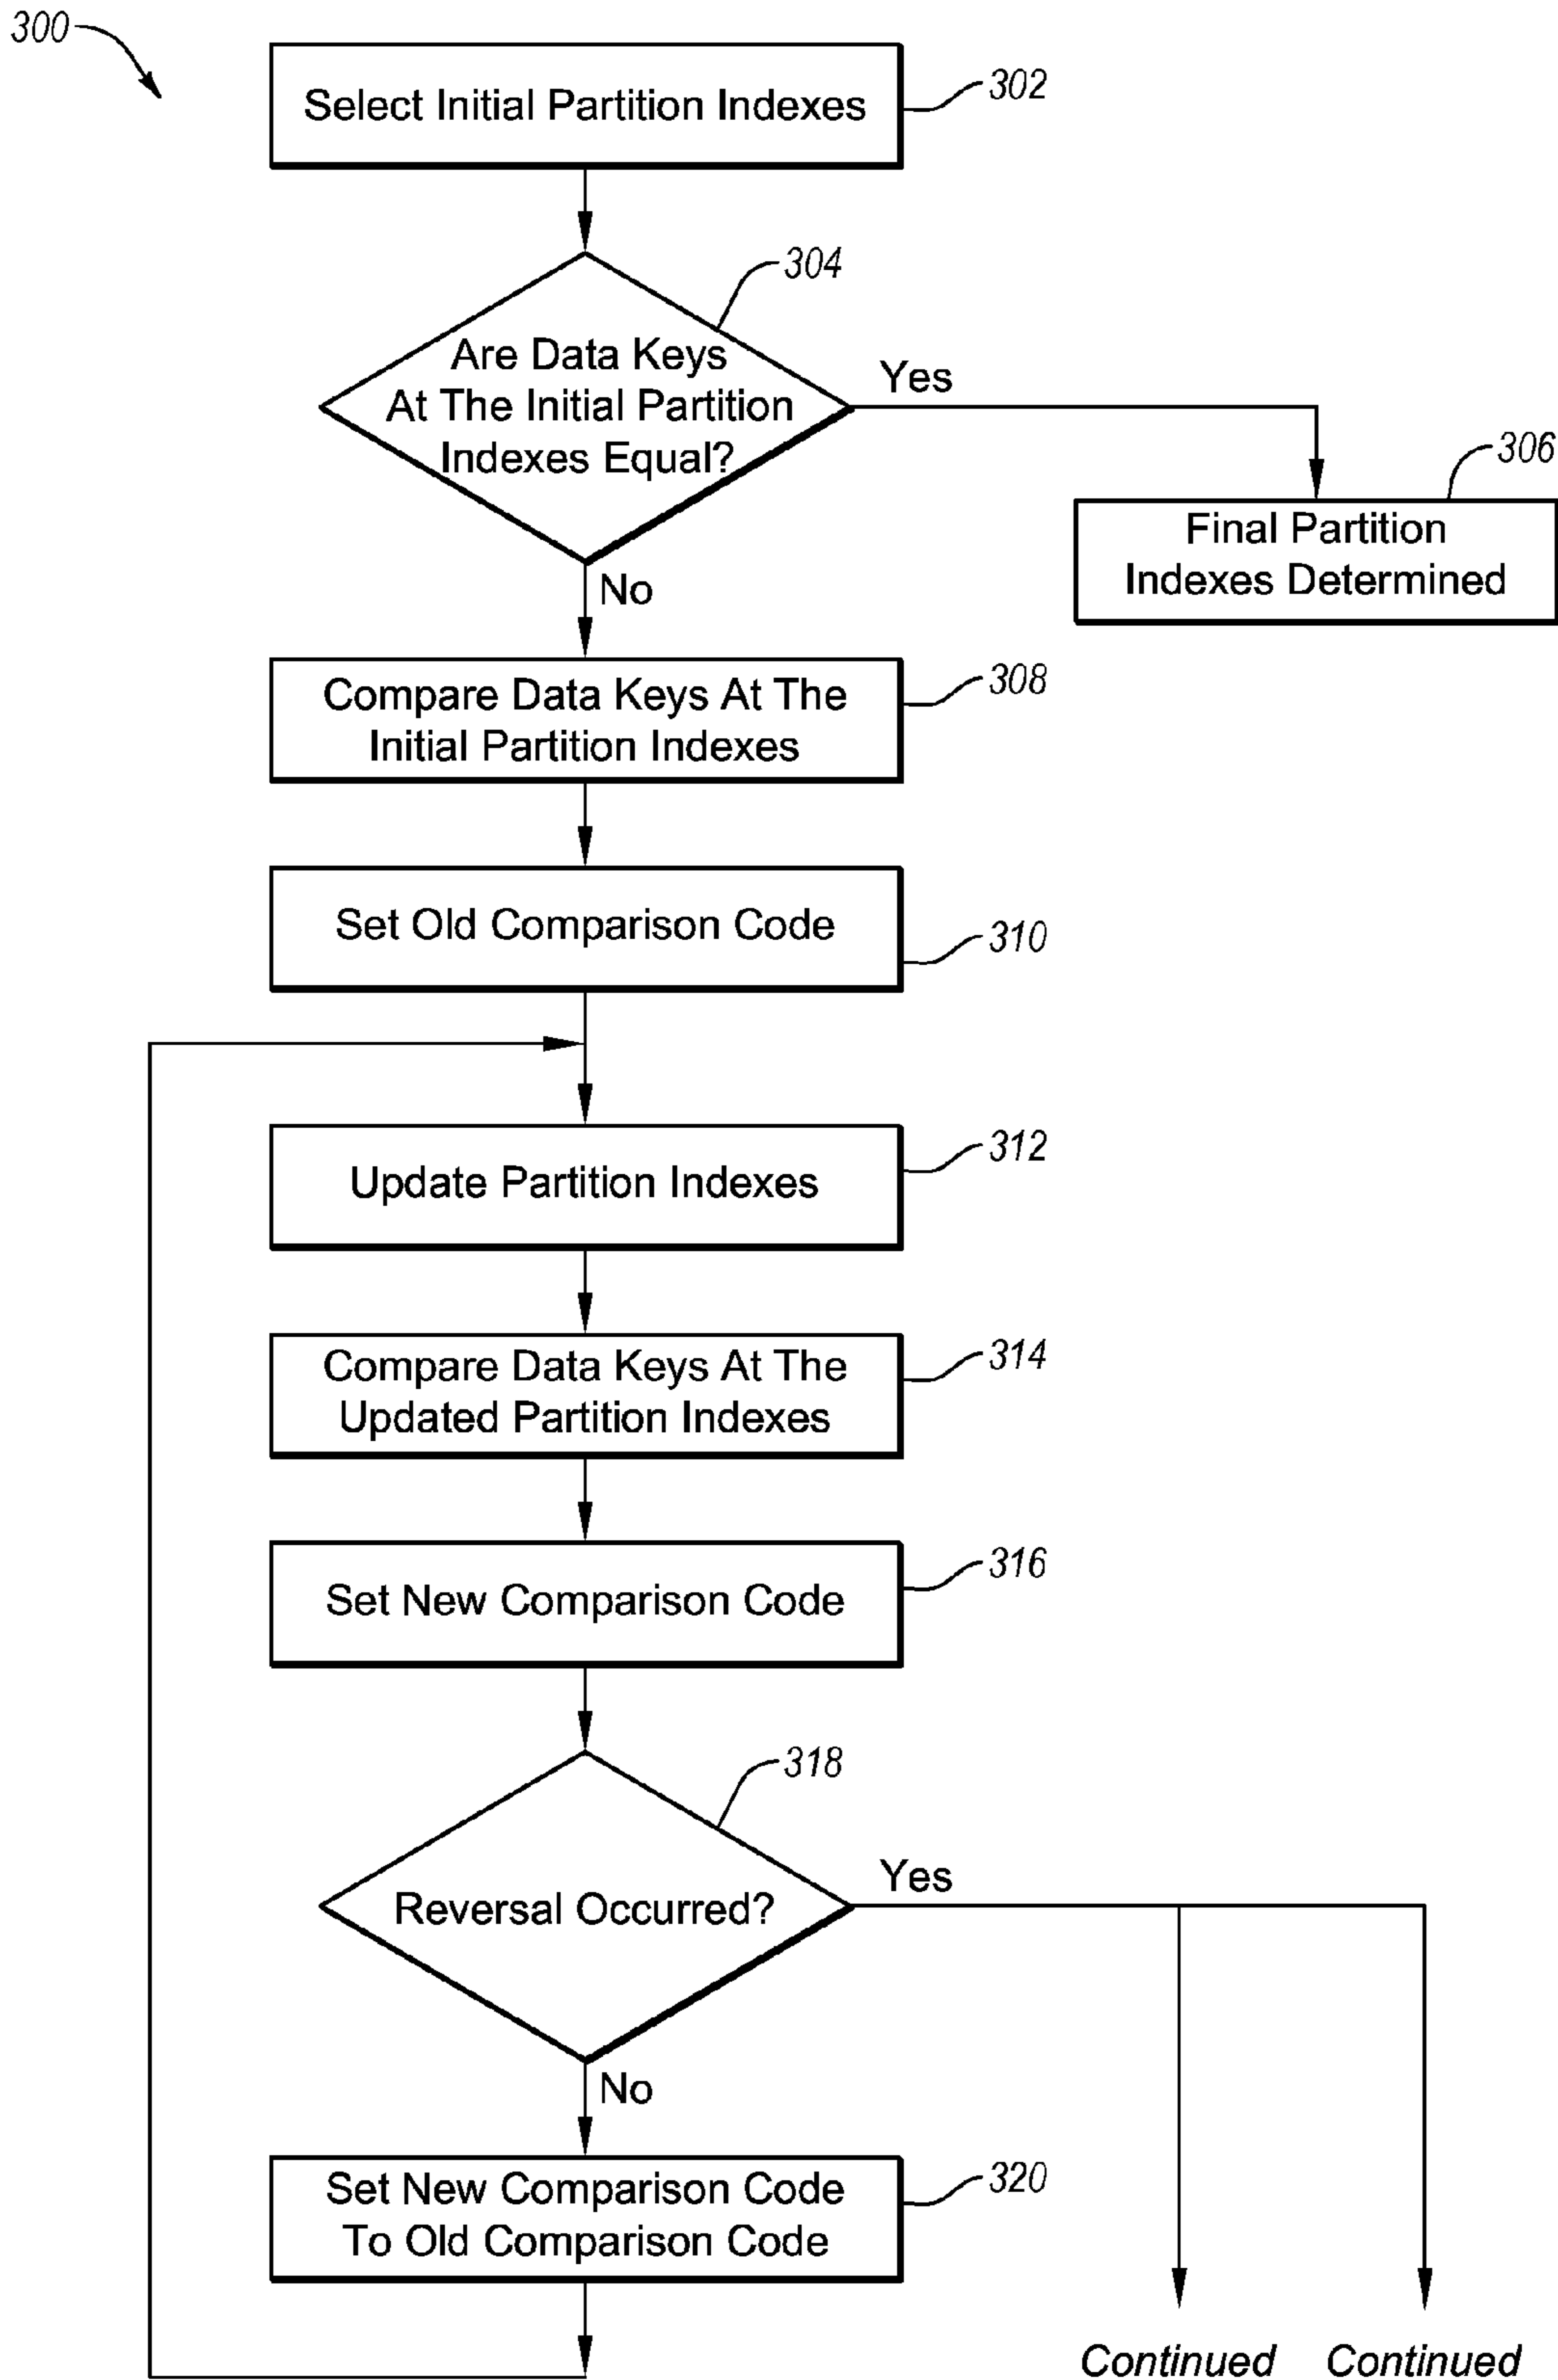 300
Select Initial Partition Indexes
302
304
Are Data Keys
At The Initial Partition
Indexes Equal?
Yes
306
Final Partition
Indexes Determined
No
308
Compare Data Keys At The
Initial Partition Indexes
Set Old Comparison Code
310
312
Update Partition Indexes
314
Compare Data Keys At The
Updated Partition Indexes
316
Set New Comparison Code
318
Yes
Reversal Occurred?
No
320
Set New Comparison Code
To Old Comparison Code
Continued Continued